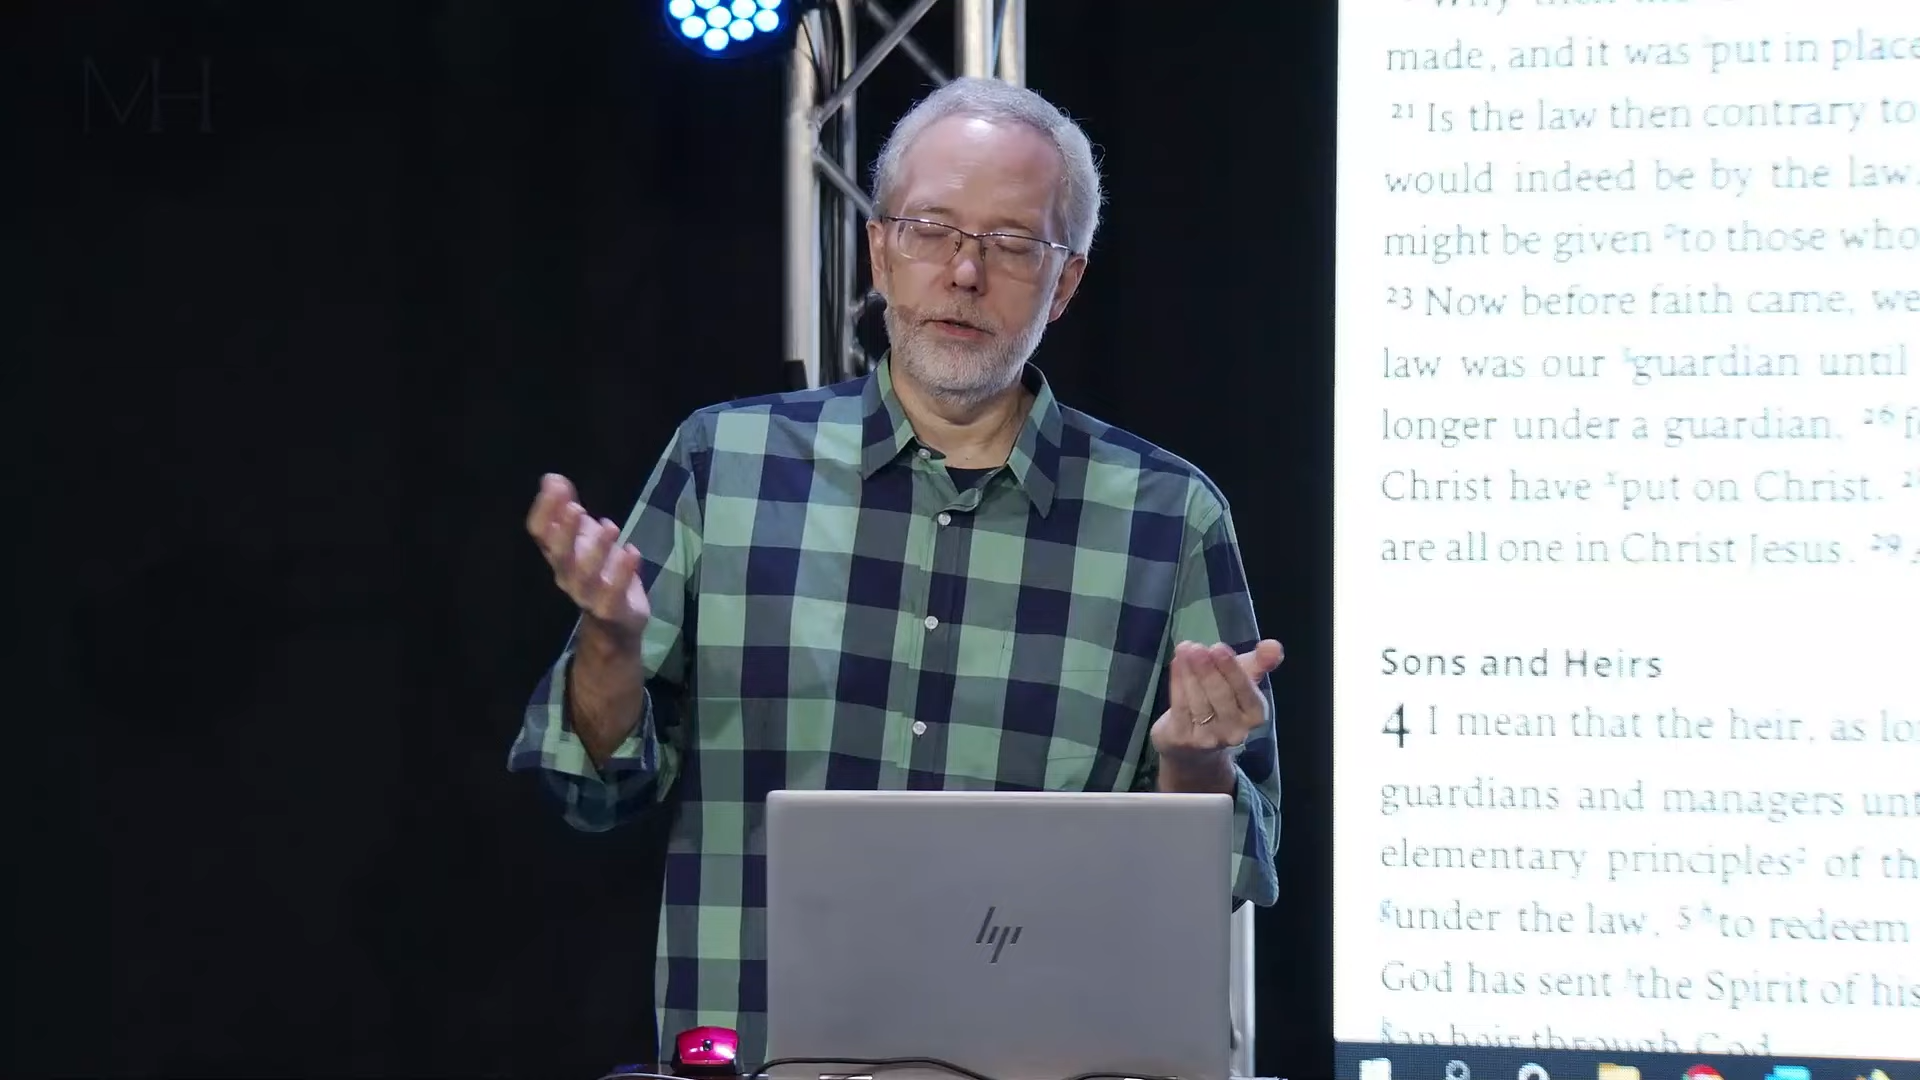 MH
made, and it was put in place
21 Is the law then contrary to
would indeed be by the law.
might be given to those who
23 Now before faith came, we
law was our guardian until
longer under a guardian. 26
Christ have put on Christ.
are all one in Christ Jesus. 29
Sons and Heirs
4 I mean that the heir, as
guardians and managers
elementary principles of
under the law, 5 to redeem
God has sent the Spirit of his
an heir through God
hp